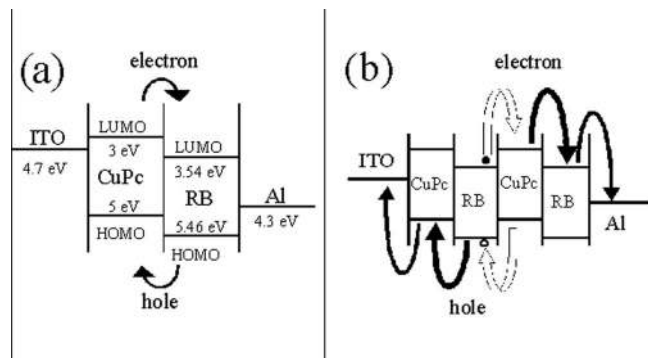 (a)
electron
ITO
4.7 eV
LUMO
3 eV
CuPc
5 eV
HOMO
LUMO
3.54 eV
RB
5.46 eV
HOMO
Al
4.3 eV
hole
(b)
electron
ITO
CuPc
RB
CuPc
RB
Al
hole